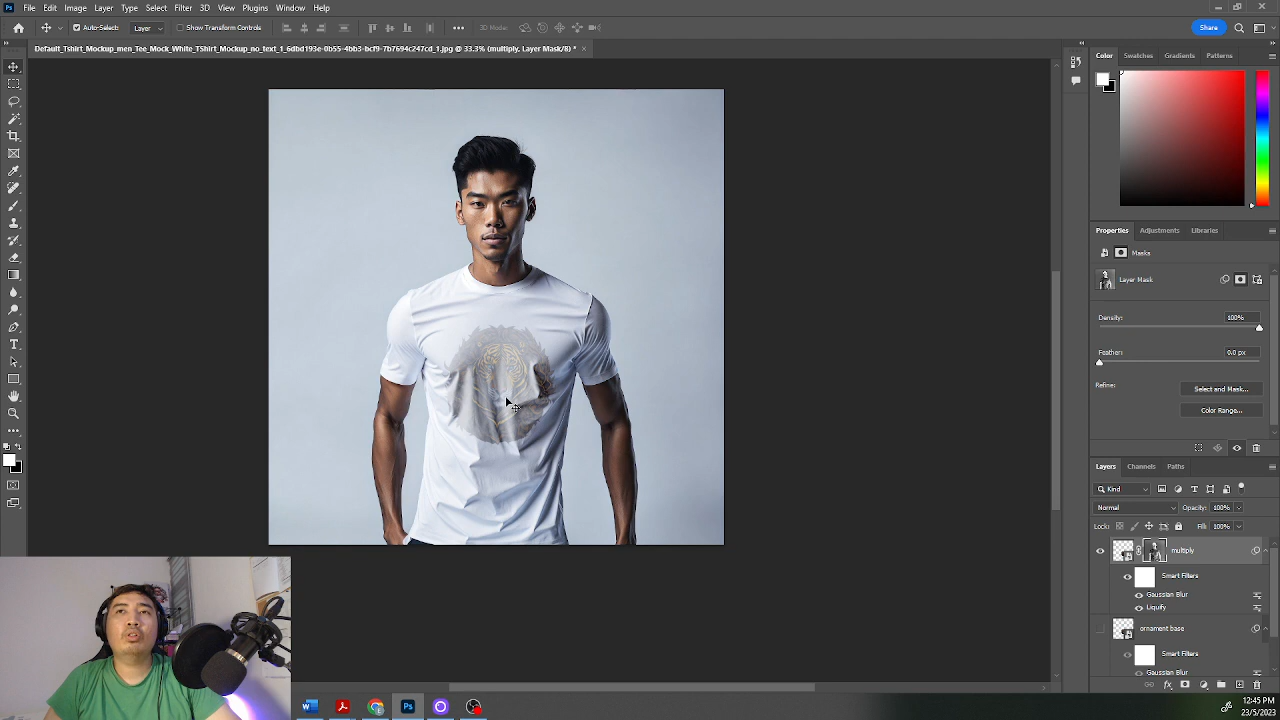 File Edit Image Layer Type Select Filter 3D View Plugins Window Help
Auto-Select: Layer Show Transform Controls 3D Mode: Share
Default_Tshirt_Mockup_men_Tee_Mock_White_TShirt_Mockup_no_text_1_6dbd193e-0b55-4bb3-bcf9-7b7694c247cd_1.jpg @ 33.3% (multiply, Layer Mask/8) *
Color Swatches Gradients Patterns
Properties Adjustments Libraries
Masks
Layer Mask
Density: 100%
Feather: 0.0 px
Refine: Select and Mask...
Color Range...
Layers Channels Paths
Kind
Normal Opacity: 100%
Lock: Fill: 100%
multiply
Smart Filters
Gaussian Blur
Liquify
ornament base
Smart Filters
Gaussian Blur
12:45 PM
23/5/2023